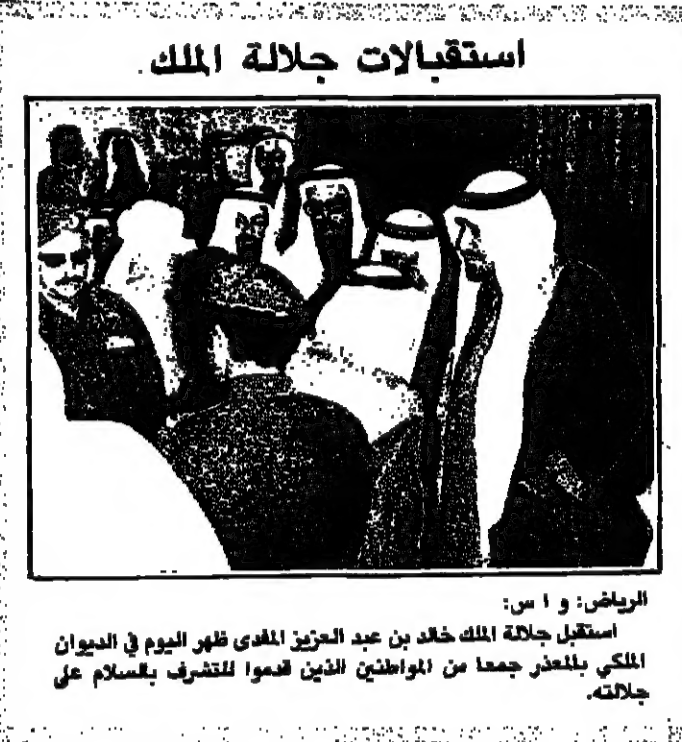 استقبالات جلالة الملك.
الرياض: و ا س:
استقبل جلالة الملك خالد بن عبد العزيز المفدى ظهر اليوم في الديوان
الملكي بالمعذر جمعا من المواطنين الذين قدموا للتشرف بالسلام على
جلالته.